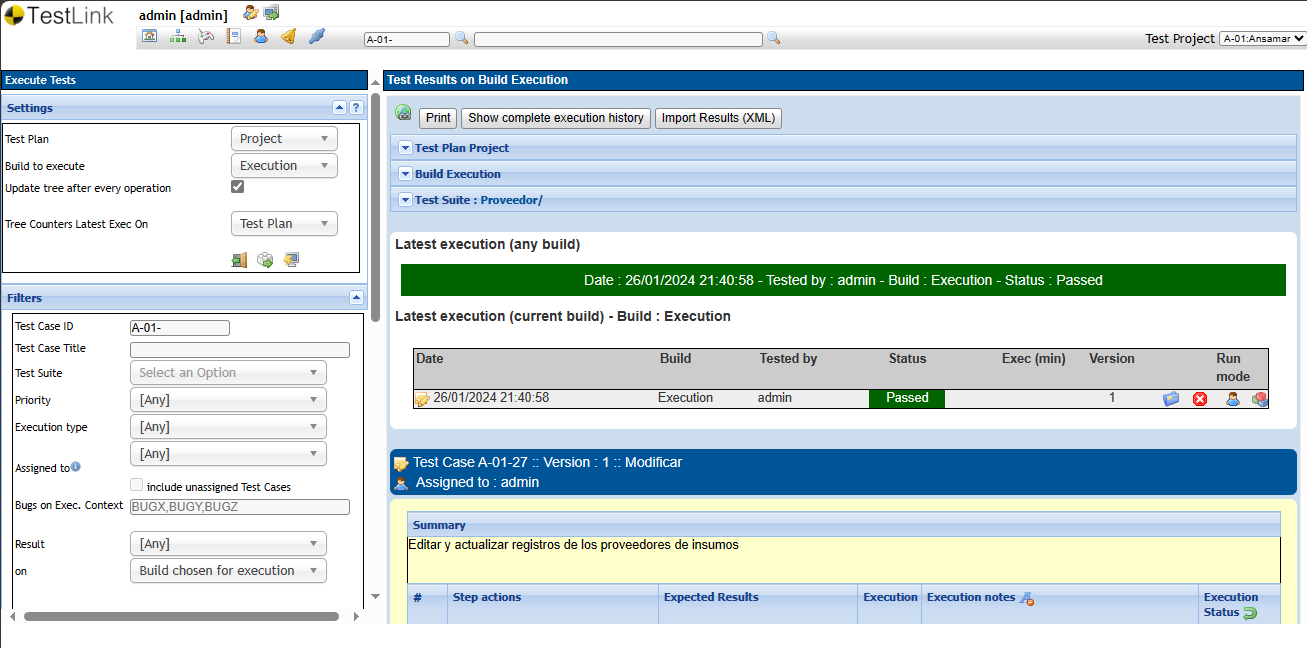 TestLink
admin [admin]
A-01-
Test Project A-01:Ansamar
Execute Tests
Settings
?
Test Plan Project
Build to execute Execution
Update tree after every operation
Tree Counters Latest Exec On Test Plan
Filters
Test Case ID A-01-
Test Case Title
Test Suite Select an Option
Priority [Any]
Execution type [Any]
[Any]
Assigned to
include unassigned Test Cases
Bugs on Exec. Context BUGX,BUGY,BUGZ
Result [Any]
on Build chosen for execution
Test Results on Build Execution
Print Show complete execution history Import Results (XML)
Test Plan Project
Build Execution
Test Suite : Proveedor/
Latest execution (any build)
Date : 26/01/2024 21:40:58 - Tested by : admin - Build : Execution - Status : Passed
Latest execution (current build) - Build : Execution
Date Build Tested by Status Exec (min) Version Run mode
26/01/2024 21:40:58 Execution admin Passed 1
Test Case A-01-27 :: Version : 1 :: Modificar
Assigned to : admin
Summary
Editar y actualizar registros de los proveedores de insumos
# Step actions Expected Results Execution Execution notes Execution Status